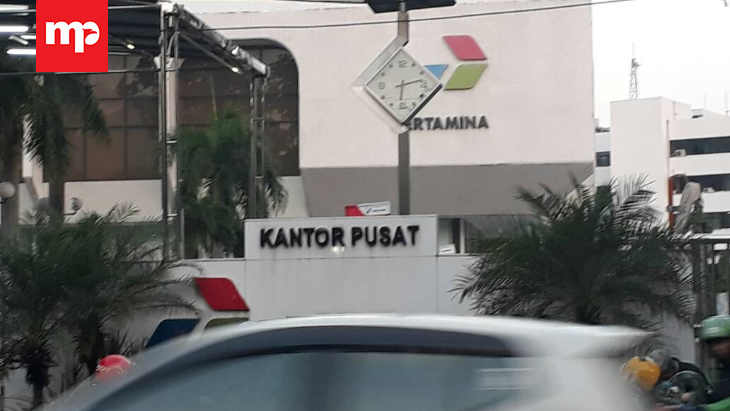 mp
ERTAMINA
KANTOR PUSAT